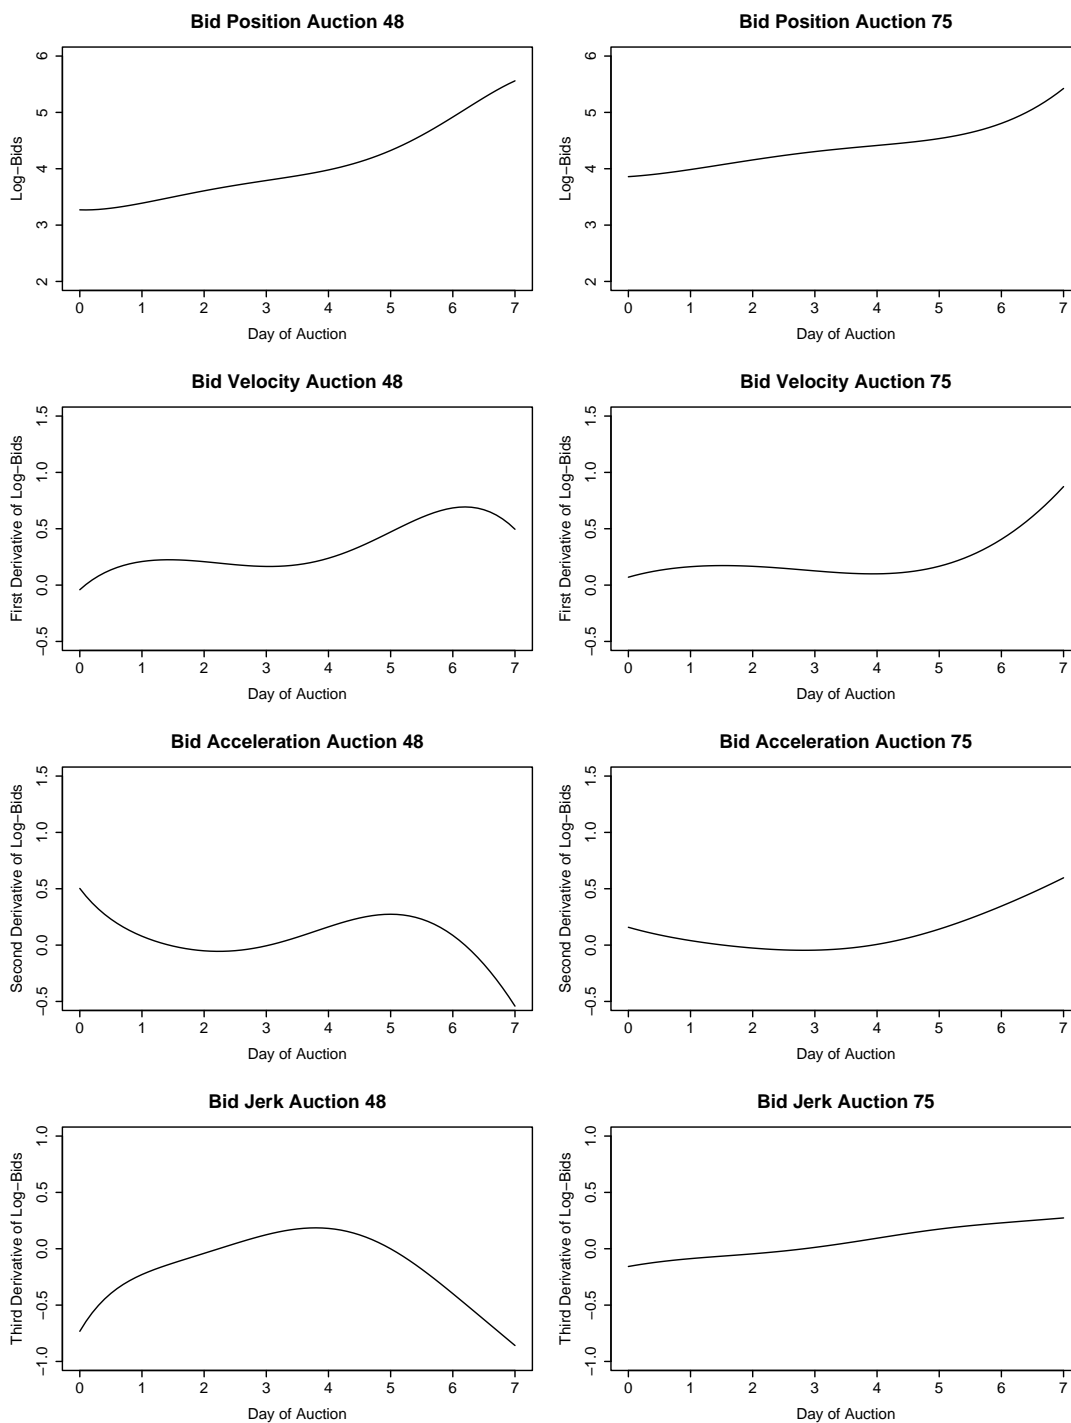 Bid Position Auction 48
Log−Bids
6
5
4
3
2
0 1 2 3 4 5 6 7
Day of Auction
Bid Position Auction 75
Log−Bids
6
5
4
3
2
0 1 2 3 4 5 6 7
Day of Auction
Bid Velocity Auction 48
First Derivative of Log−Bids
1.5
1.0
0.5
0.0
−0.5
0 1 2 3 4 5 6 7
Day of Auction
Bid Velocity Auction 75
First Derivative of Log−Bids
1.5
1.0
0.5
0.0
−0.5
0 1 2 3 4 5 6 7
Day of Auction
Bid Acceleration Auction 48
Second Derivative of Log−Bids
1.5
1.0
0.5
0.0
−0.5
0 1 2 3 4 5 6 7
Day of Auction
Bid Acceleration Auction 75
Second Derivative of Log−Bids
1.5
1.0
0.5
0.0
−0.5
0 1 2 3 4 5 6 7
Day of Auction
Bid Jerk Auction 48
Third Derivative of Log−Bids
1.0
0.5
0.0
−0.5
−1.0
0 1 2 3 4 5 6 7
Day of Auction
Bid Jerk Auction 75
Third Derivative of Log−Bids
1.0
0.5
0.0
−0.5
−1.0
0 1 2 3 4 5 6 7
Day of Auction